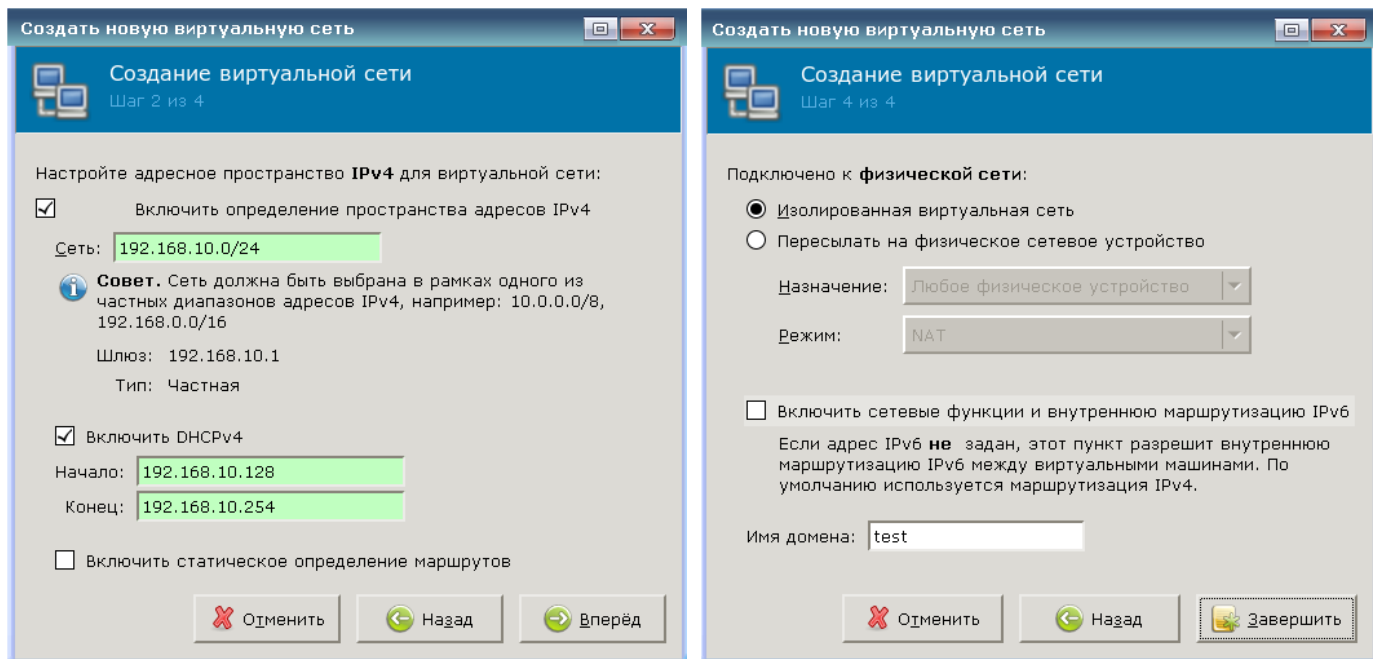 Создать новую виртуальную сеть
Создание виртуальной сети
Шаг 2 из 4
Настройте адресное пространство IPv4 для виртуальной сети:
Включить определение пространства адресов IPv4
Сеть: 192.168.10.0/24
Совет. Сеть должна быть выбрана в рамках одного из
частных диапазонов адресов IPv4, например: 10.0.0.0/8,
192.168.0.0/16
Шлюз: 192.168.10.1
Тип: Частная
Включить DHCPv4
Начало: 192.168.10.128
Конец: 192.168.10.254
Включить статическое определение маршрутов
Отменить Назад Вперёд
Создать новую виртуальную сеть
Создание виртуальной сети
Шаг 4 из 4
Подключено к физической сети:
Изолированная виртуальная сеть
Пересылать на физическое сетевое устройство
Назначение: Любое физическое устройство
Режим: NAT
Включить сетевые функции и внутреннюю маршрутизацию IPv6
Если адрес IPv6 не задан, этот пункт разрешит внутреннюю
маршрутизацию IPv6 между виртуальными машинами. По
умолчанию используется маршрутизация IPv4.
Имя домена: test
Отменить Назад Завершить